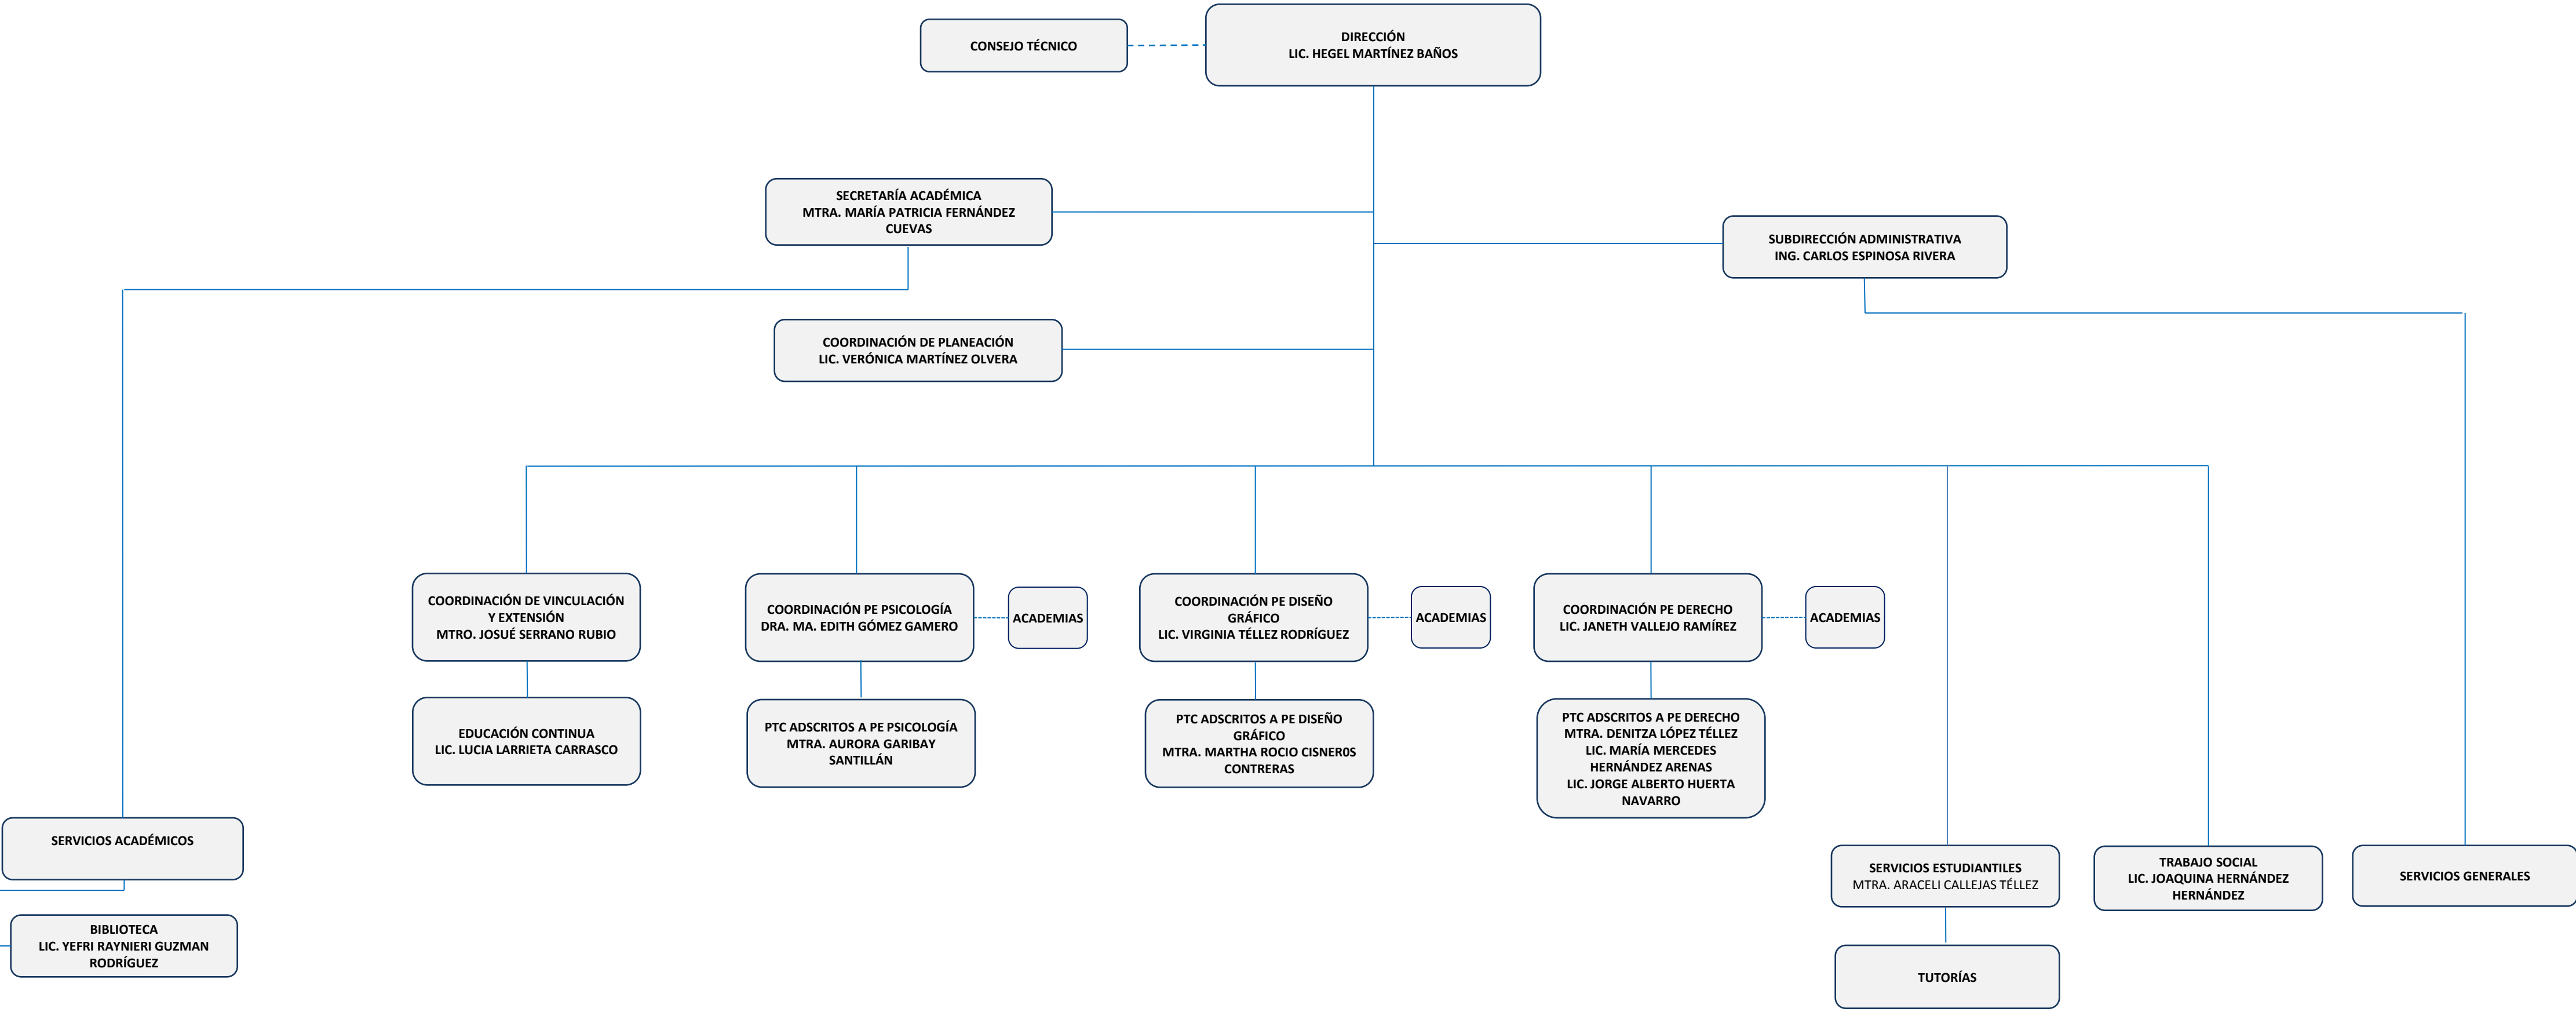 CONSEJO TÉCNICO
DIRECCIÓN
LIC. HEGEL MARTÍNEZ BAÑOS
SECRETARÍA ACADÉMICA
MTRA. MARÍA PATRICIA FERNÁNDEZ
CUEVAS
SUBDIRECCIÓN ADMINISTRATIVA
ING. CARLOS ESPINOSA RIVERA
COORDINACIÓN DE PLANEACIÓN
LIC. VERÓNICA MARTÍNEZ OLVERA
COORDINACIÓN DE VINCULACIÓN
Y EXTENSIÓN
MTRO. JOSUÉ SERRANO RUBIO
COORDINACIÓN PE PSICOLOGÍA
DRA. MA. EDITH GÓMEZ GAMERO
ACADEMIAS
COORDINACIÓN PE DISEÑO
GRÁFICO
LIC. VIRGINIA TÉLLEZ RODRÍGUEZ
ACADEMIAS
COORDINACIÓN PE DERECHO
LIC. JANETH VALLEJO RAMÍREZ
ACADEMIAS
EDUCACIÓN CONTINUA
LIC. LUCIA LARRIETA CARRASCO
PTC ADSCRITOS A PE PSICOLOGÍA
MTRA. AURORA GARIBAY
SANTILLÁN
PTC ADSCRITOS A PE DISEÑO
GRÁFICO
MTRA. MARTHA ROCIO CISNER0S
CONTRERAS
PTC ADSCRITOS A PE DERECHO
MTRA. DENITZA LÓPEZ TÉLLEZ
LIC. MARÍA MERCEDES
HERNÁNDEZ ARENAS
LIC. JORGE ALBERTO HUERTA
NAVARRO
SERVICIOS ACADÉMICOS
SERVICIOS ESTUDIANTILES
MTRA. ARACELI CALLEJAS TÉLLEZ
TRABAJO SOCIAL
LIC. JOAQUINA HERNÁNDEZ
HERNÁNDEZ
SERVICIOS GENERALES
BIBLIOTECA
LIC. YEFRI RAYNIERI GUZMAN
RODRÍGUEZ
TUTORÍAS